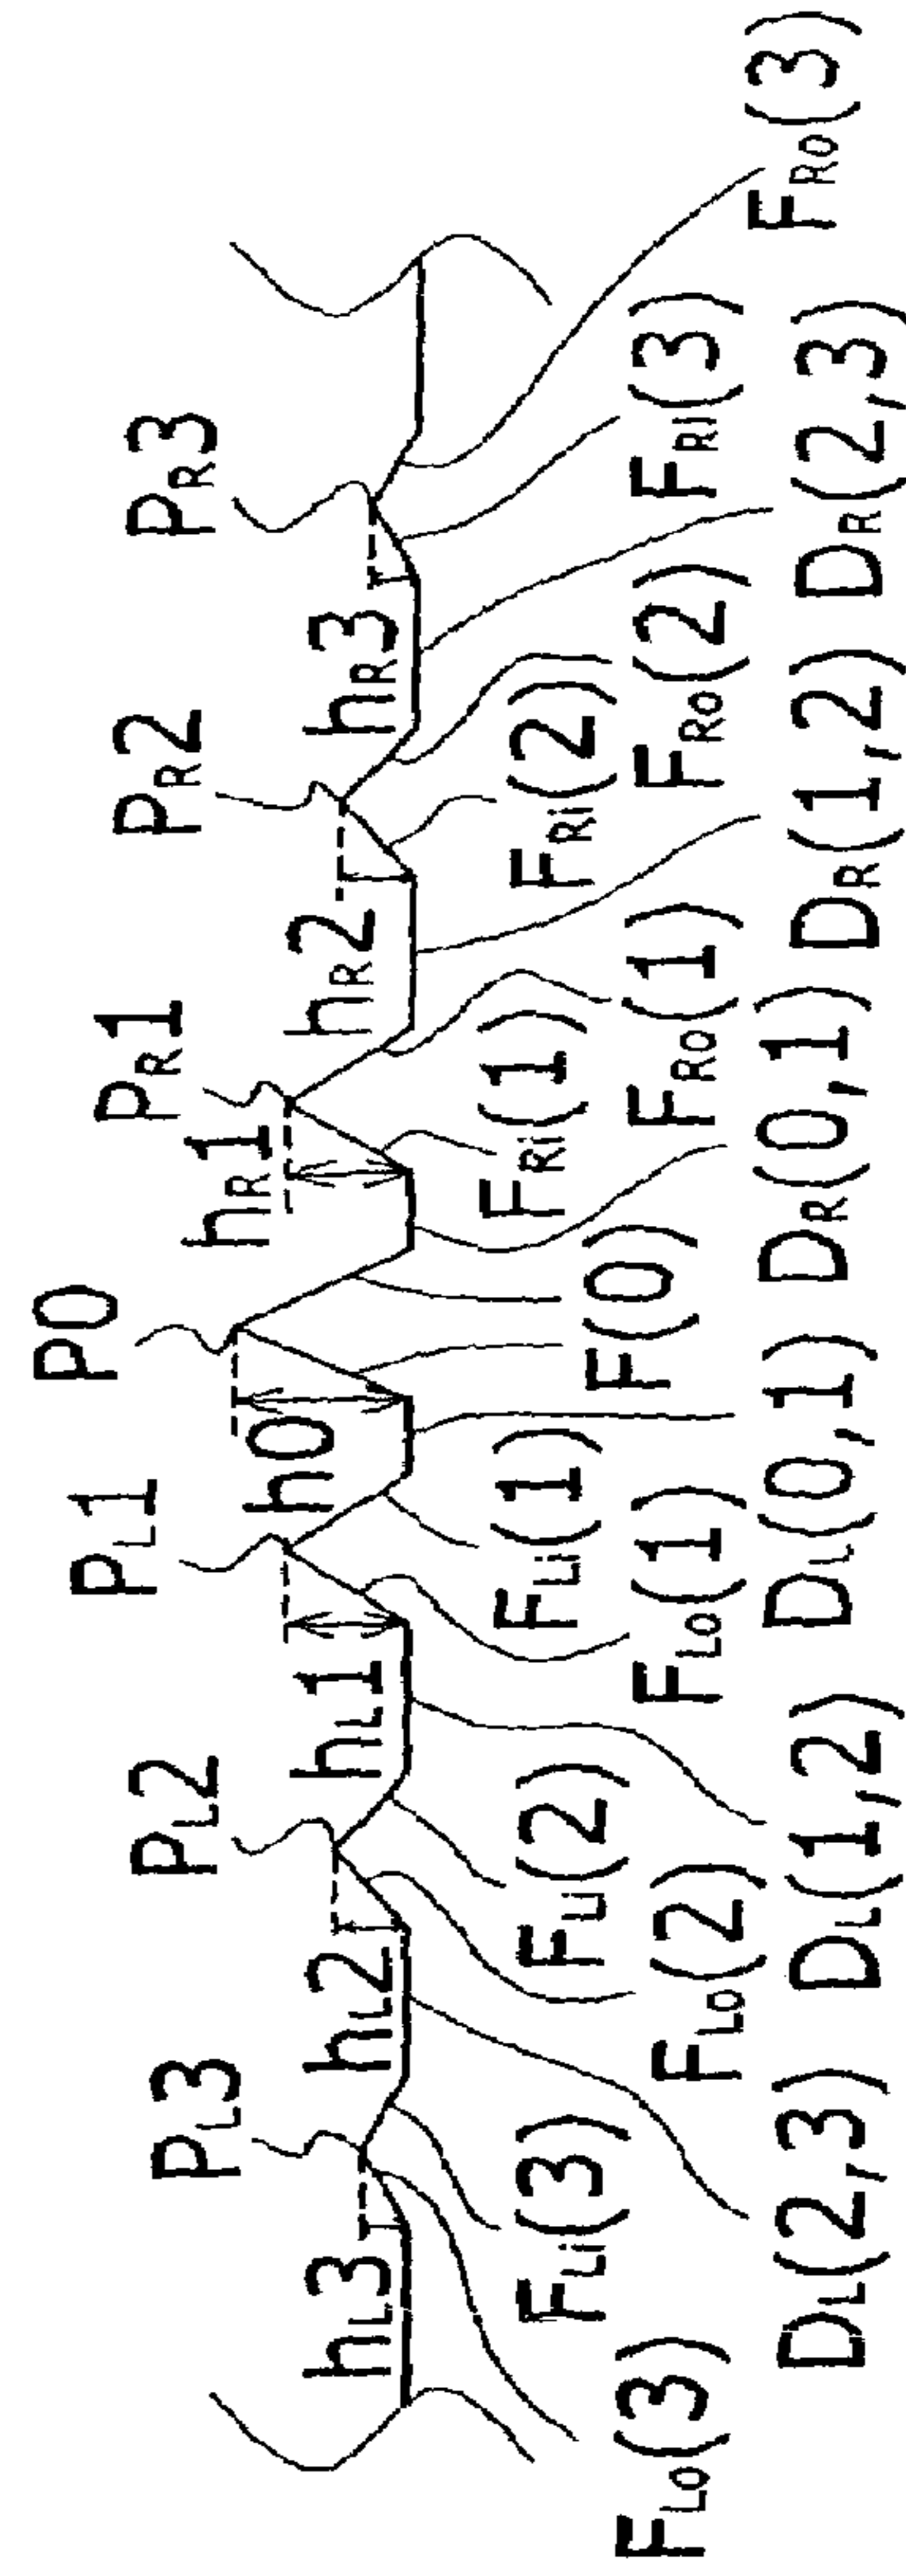 P0
PL1
PR1
PL2
PR2
PL3
PR3
hL3
hL2
hL1
h0
hR1
hR2
hR3
FLo(3)
FLi(3)
FLo(2)
FLi(2)
FLo(1)
FLi(1)
F(0)
FRi(1)
FRo(1)
FRi(2)
FRo(2)
FRi(3)
FRo(3)
DL(2,3)
DL(1,2)
DL(0,1)
DR(0,1)
DR(1,2)
DR(2,3)